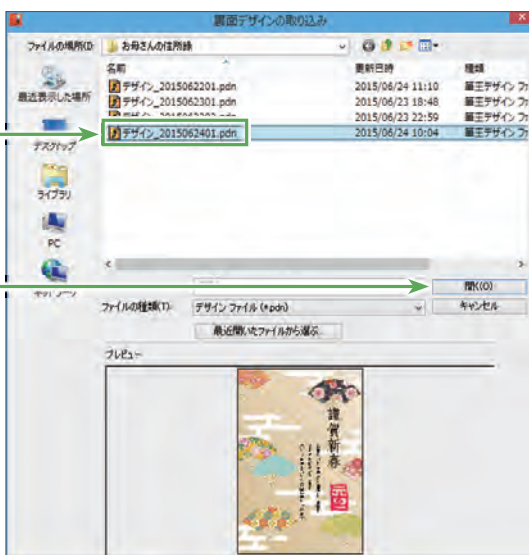 裏面デザインの取り込み
ファイルの場所(I):
お母さんの住所録
最近表示した場所
デスクトップ
ライブラリ
PC
名前
更新日時
種類
デザイン_2015062201.pdn
2015/06/24 11:10
筆王デザイン ファ
デザイン_2015062301.pdn
2015/06/23 18:48
筆王デザイン ファ
2015/06/23 22:59
筆王デザイン ファ
デザイン_2015062401.pdn
2015/06/24 10:04
筆王デザイン ファ
開く(O)
ファイルの種類(T):
デザイン ファイル (*.pdn)
キャンセル
最近開いたファイルから選ぶ...
プレビュー
謹賀新春
元旦